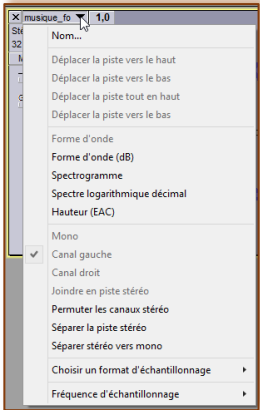 musique_fo 1,0
Sté
32
M
Nom...
Déplacer la piste vers le haut
Déplacer la piste vers le bas
Déplacer la piste tout en haut
Déplacer la piste vers le bas
Forme d'onde
Forme d'onde (dB)
Spectrogramme
Spectre logarithmique décimal
Hauteur (EAC)
Mono
Canal gauche
Canal droit
Joindre en piste stéréo
Permuter les canaux stéréo
Séparer la piste stéréo
Séparer stéréo vers mono
Choisir un format d'échantillonnage
Fréquence d'échantillonnage